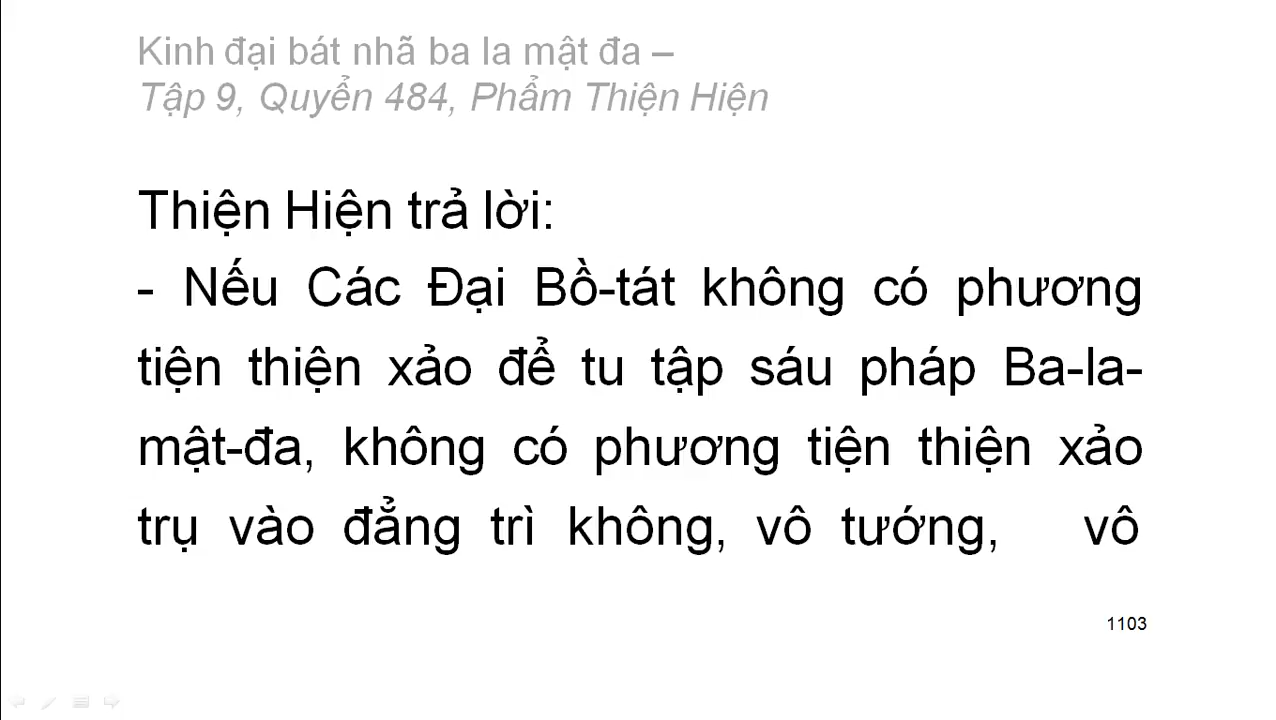 Kinh đại bát nhã ba la mật đa –
Tập 9, Quyển 484, Phẩm Thiện Hiện
Thiện Hiện trả lời:
- Nếu Các Đại Bồ-tát không có phương
tiện thiện xảo để tu tập sáu pháp Ba-la-
mật-đa, không có phương tiện thiện xảo
trụ vào đẳng trì không, vô tướng, vô
1103